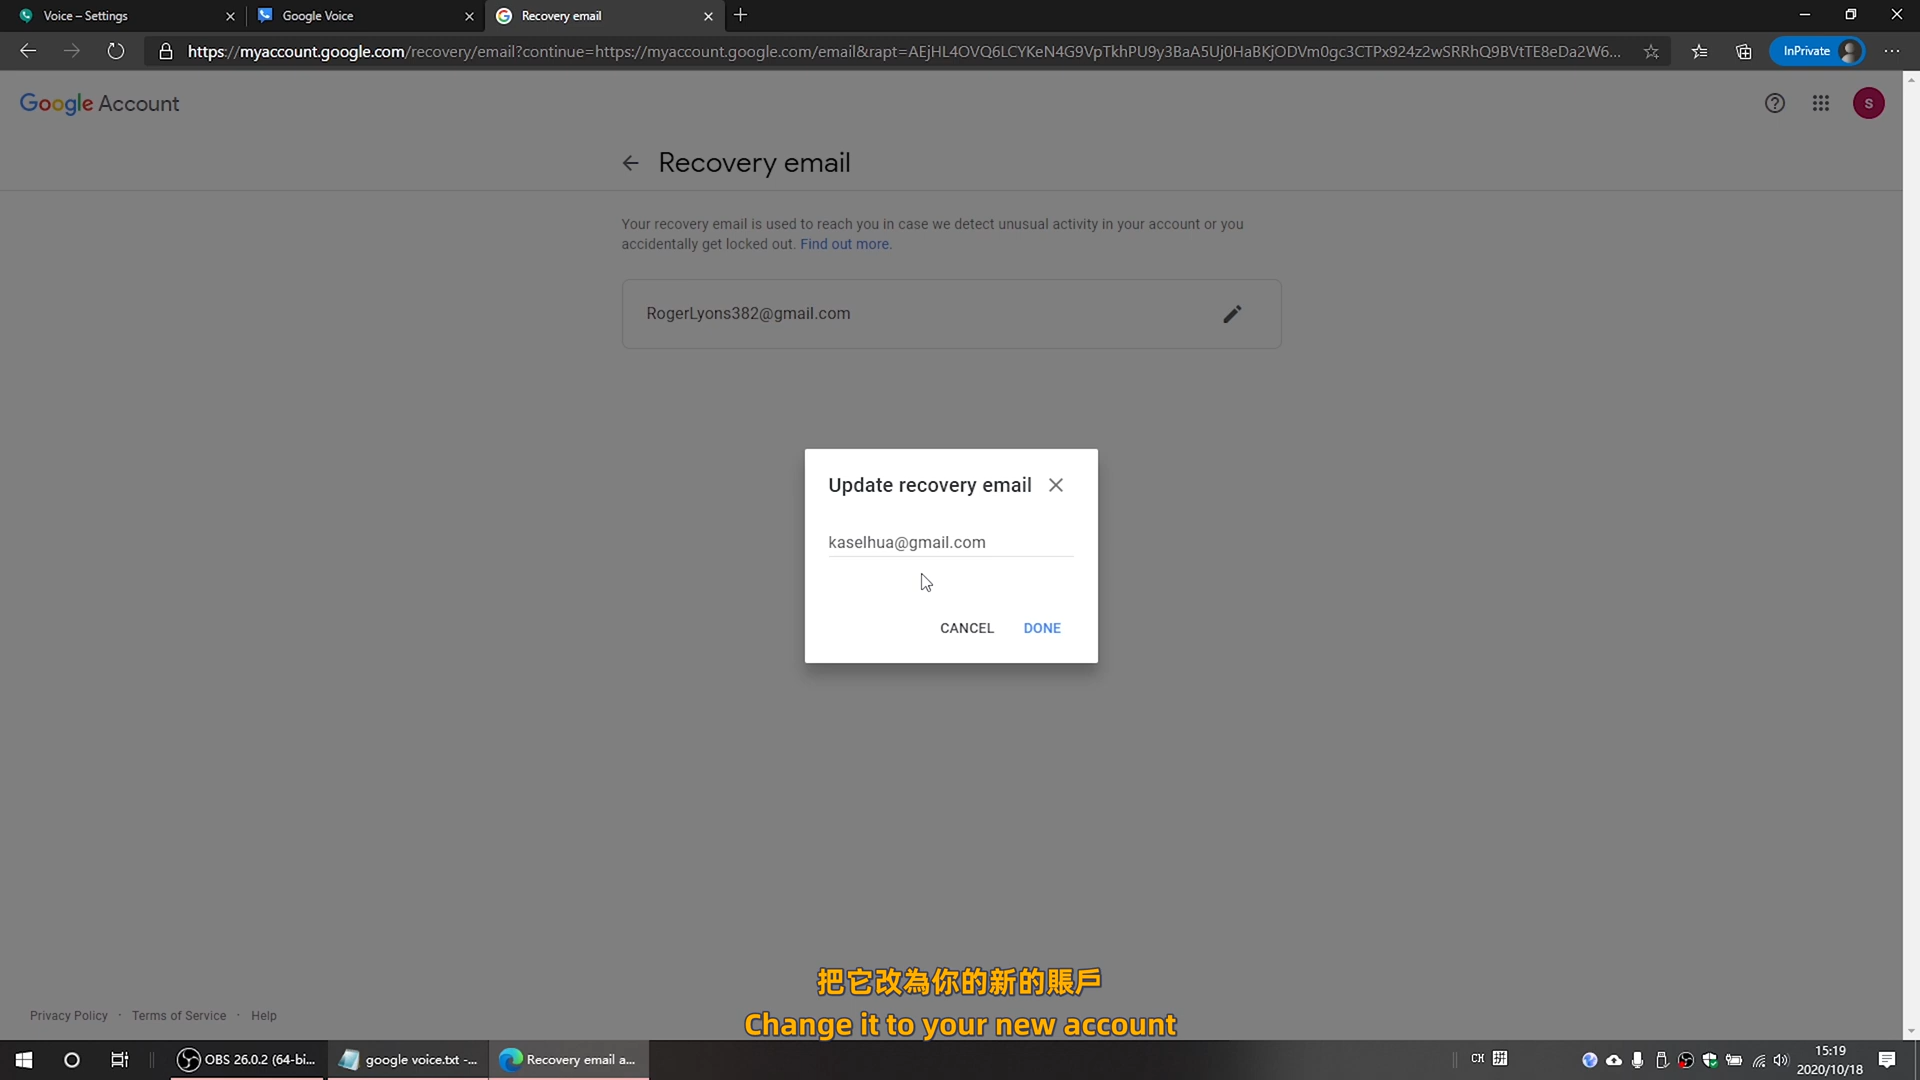 Voice – Settings
Google Voice
Recovery email
https://myaccount.google.com/recovery/email?continue=https://myaccount.google.com/email&rapt=AEjHL4OVQ6LCYKeN4G9VpTkhPU9y3BaA5Uj0HaBKjODVm0gc3CTPx924z2wSRRhQ9BVtTE8eDa2W6...
InPrivate
Google Account
S
Recovery email
Your recovery email is used to reach you in case we detect unusual activity in your account or you
accidentally get locked out. Find out more.
RogerLyons382@gmail.com
Update recovery email
kaselhua@gmail.com
CANCEL DONE
把它改為你的新的賬戶
Change it to your new account
Privacy Policy · Terms of Service · Help
OBS 26.0.2 (64-bi...
google voice.txt -...
Recovery email a...
CH 拼
15:19
2020/10/18